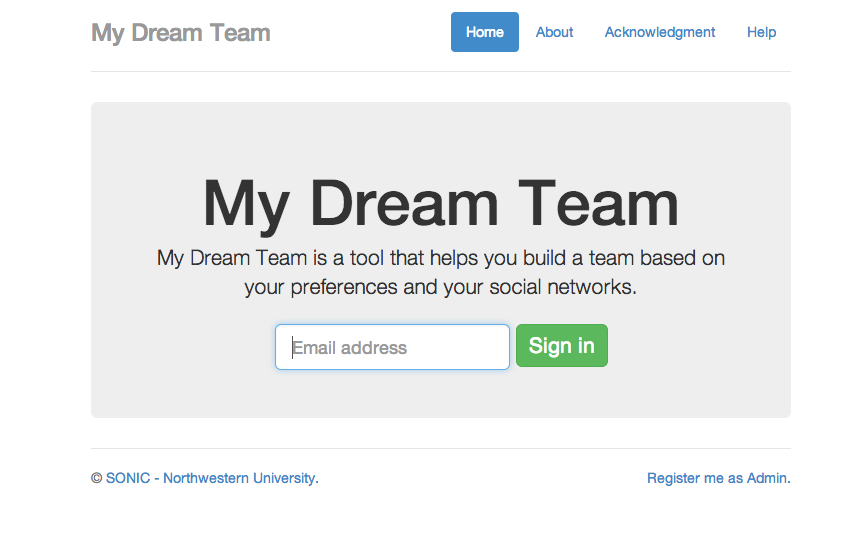 My Dream Team
Home About Acknowledgment Help
My Dream Team
My Dream Team is a tool that helps you build a team based on
your preferences and your social networks.
Email address Sign in
© SONIC - Northwestern University.
Register me as Admin.